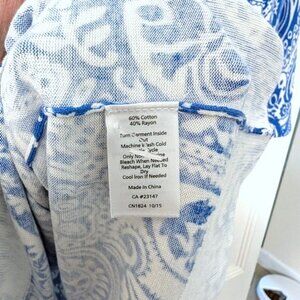 60% Cotton
40% Rayon
Turn Garment Inside
Out
Machine Wash Cold
Cycle
Only Non
Bleach When Needed
Reshape, Lay Flat To
Dry
Cool Iron If Needed
Made In China
CA #23147
CN1824 10/15